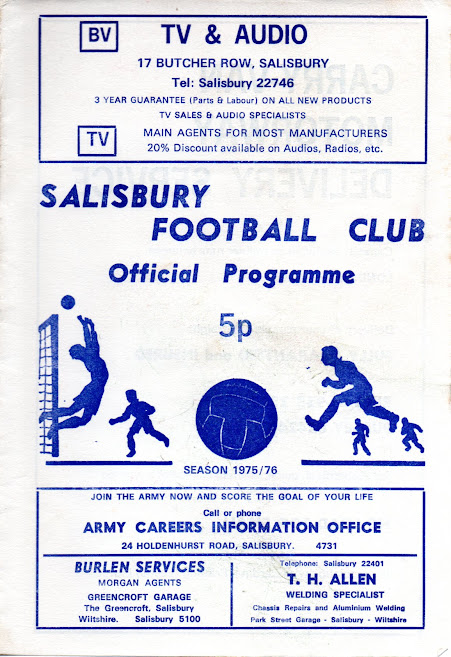 BV
TV & AUDIO
17 BUTCHER ROW, SALISBURY
Tel: Salisbury 22746
3 YEAR GUARANTEE (Parts & Labour) ON ALL NEW PRODUCTS
TV SALES & AUDIO SPECIALISTS
TV
MAIN AGENTS FOR MOST MANUFACTURERS
20% Discount available on Audios, Radios, etc.
SALISBURY
FOOTBALL CLUB
Official Programme
5p
SEASON 1975/76
JOIN THE ARMY NOW AND SCORE THE GOAL OF YOUR LIFE
Call or phone
ARMY CAREERS INFORMATION OFFICE
24 HOLDENHURST ROAD, SALISBURY. 4731
BURLEN SERVICES
MORGAN AGENTS
GREENCROFT GARAGE
The Greencroft, Salisbury
Wiltshire. Salisbury 5100
Telephone: Salisbury 22401
T. H. ALLEN
WELDING SPECIALIST
Chassis Repairs and Aluminium Welding
Park Street Garage - Salisbury - Wiltshire